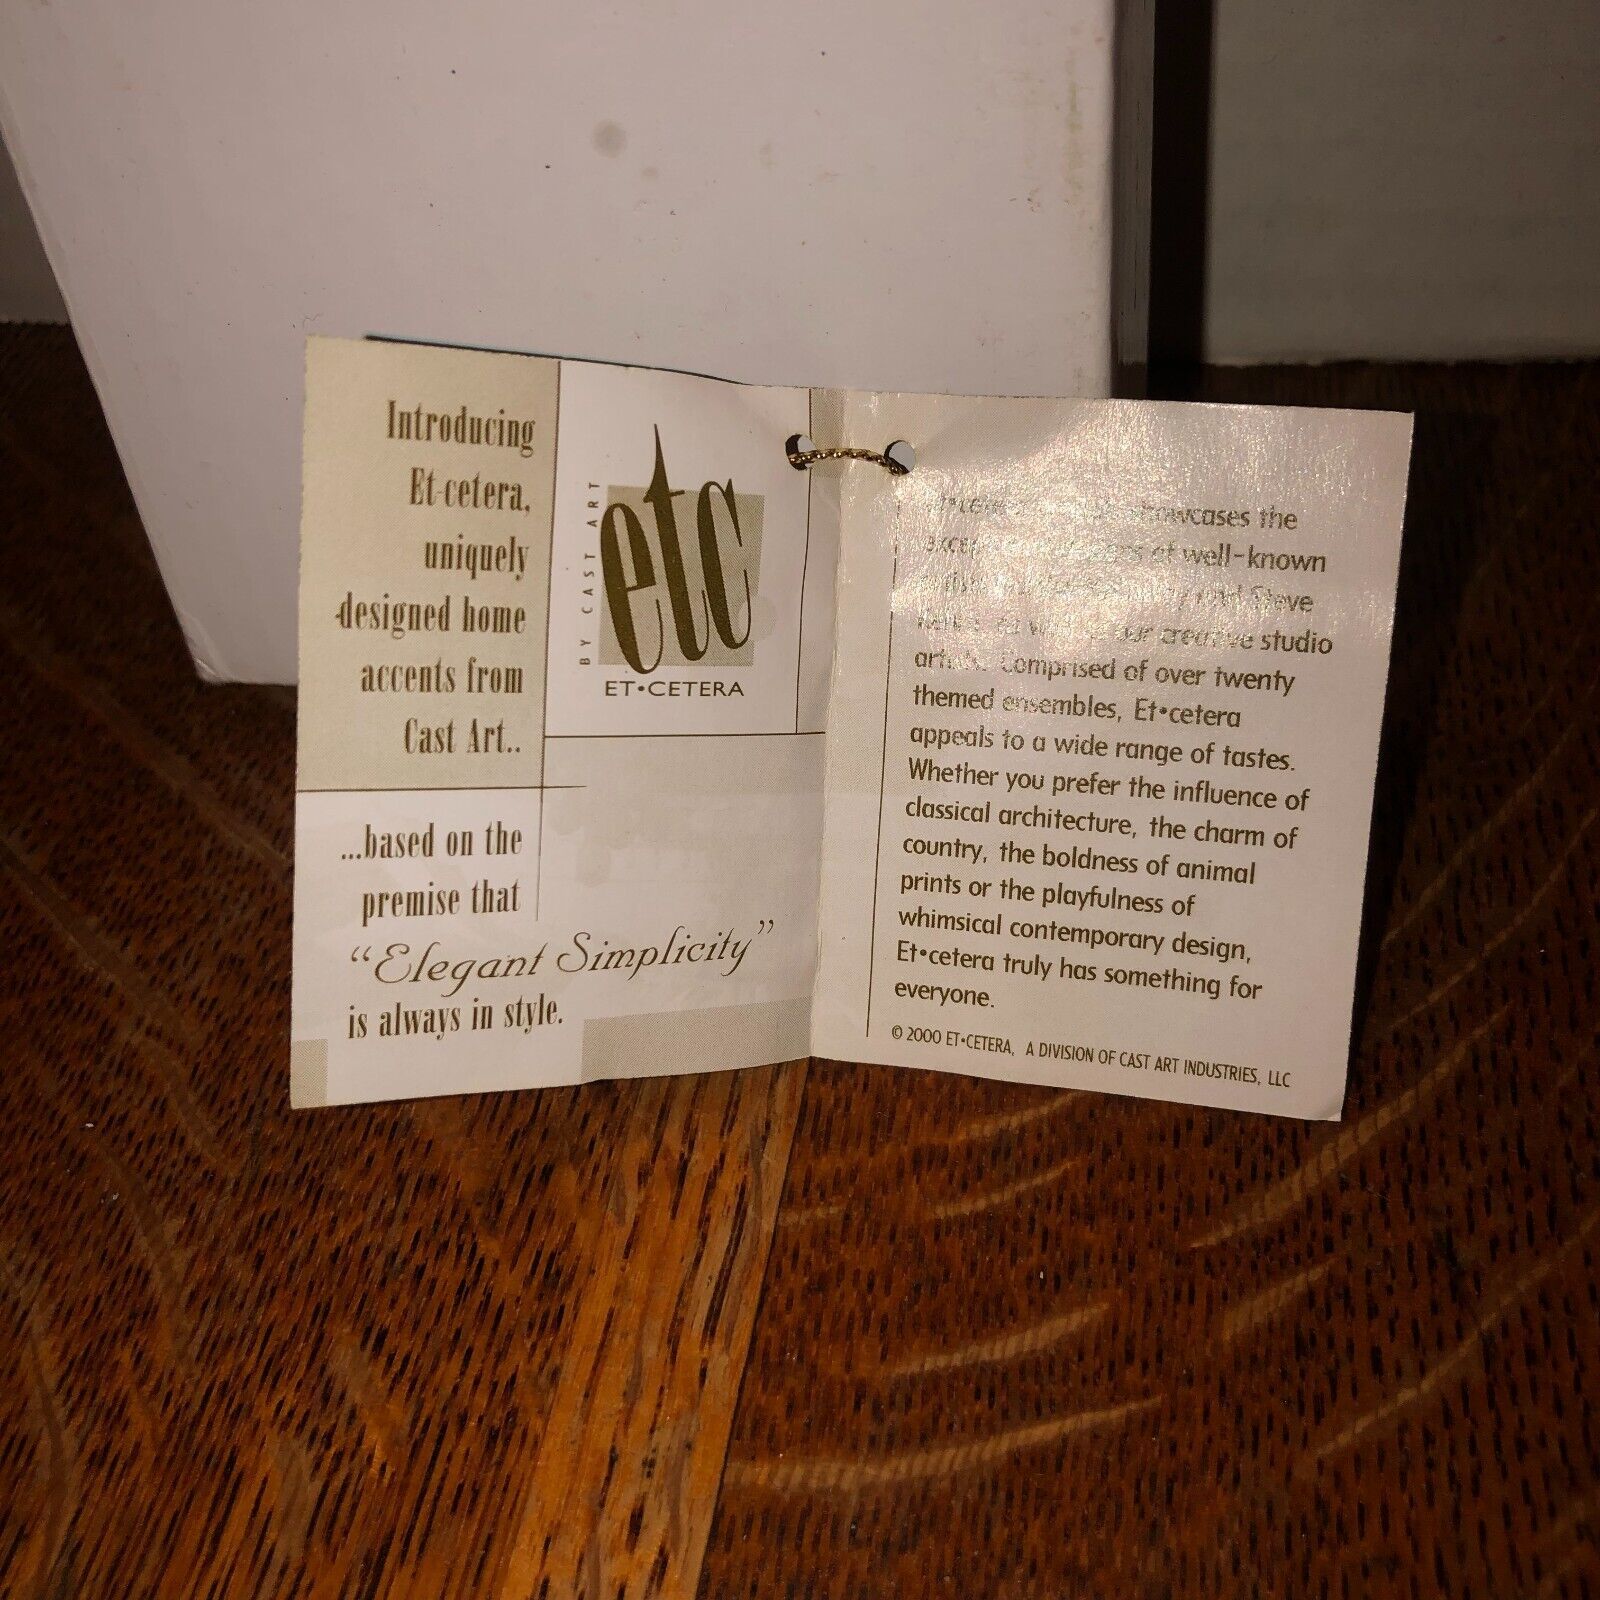 Introducing
Et-cetera,
uniquely
designed home
accents from
Cast Art..
...based on the
premise that
"Elegant Simplicity"
is always in style.
BY CAST ART
etc
ET•CETERA
showcases the
of well-known
and Steve
our creative studio
artists. Comprised of over twenty
themed ensembles, Et•cetera
appeals to a wide range of tastes.
Whether you prefer the influence of
classical architecture, the charm of
country, the boldness of animal
prints or the playfulness of
whimsical contemporary design,
Et•cetera truly has something for
everyone.
© 2000 ET•CETERA, A DIVISION OF CAST ART INDUSTRIES, LLC